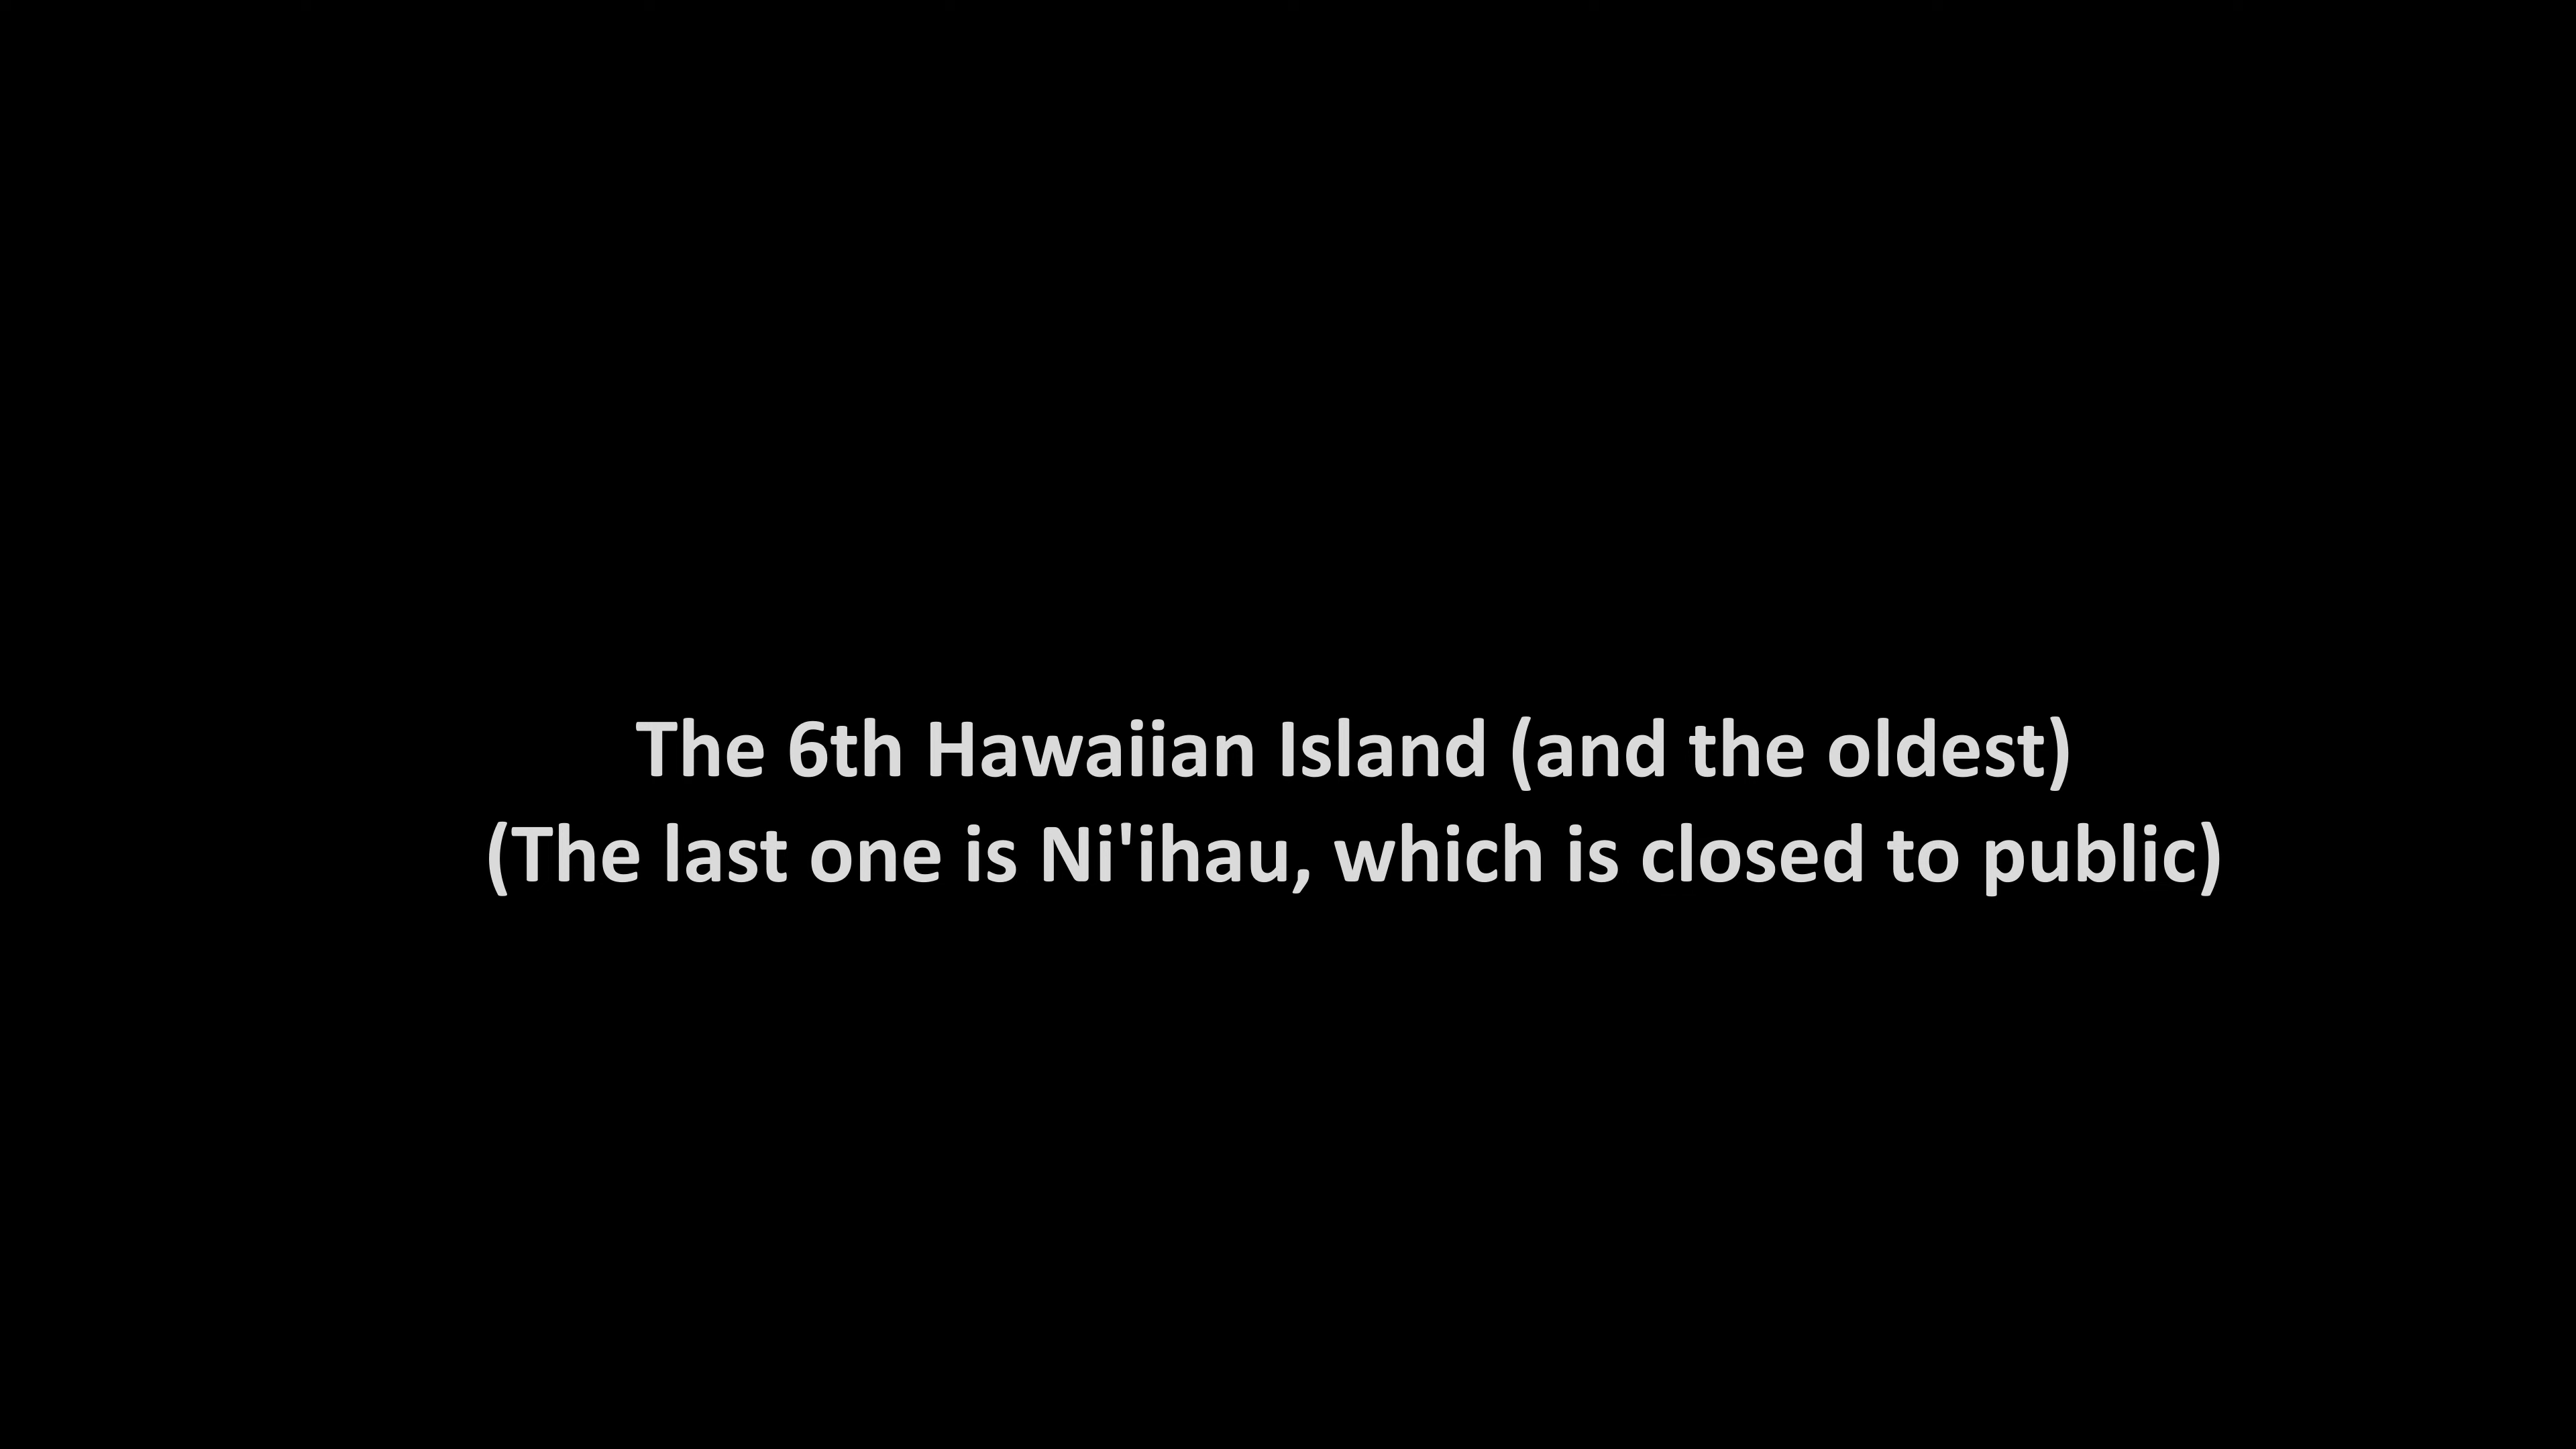 The 6th Hawaiian Island (and the oldest)
(The last one is Ni'ihau, which is closed to public)